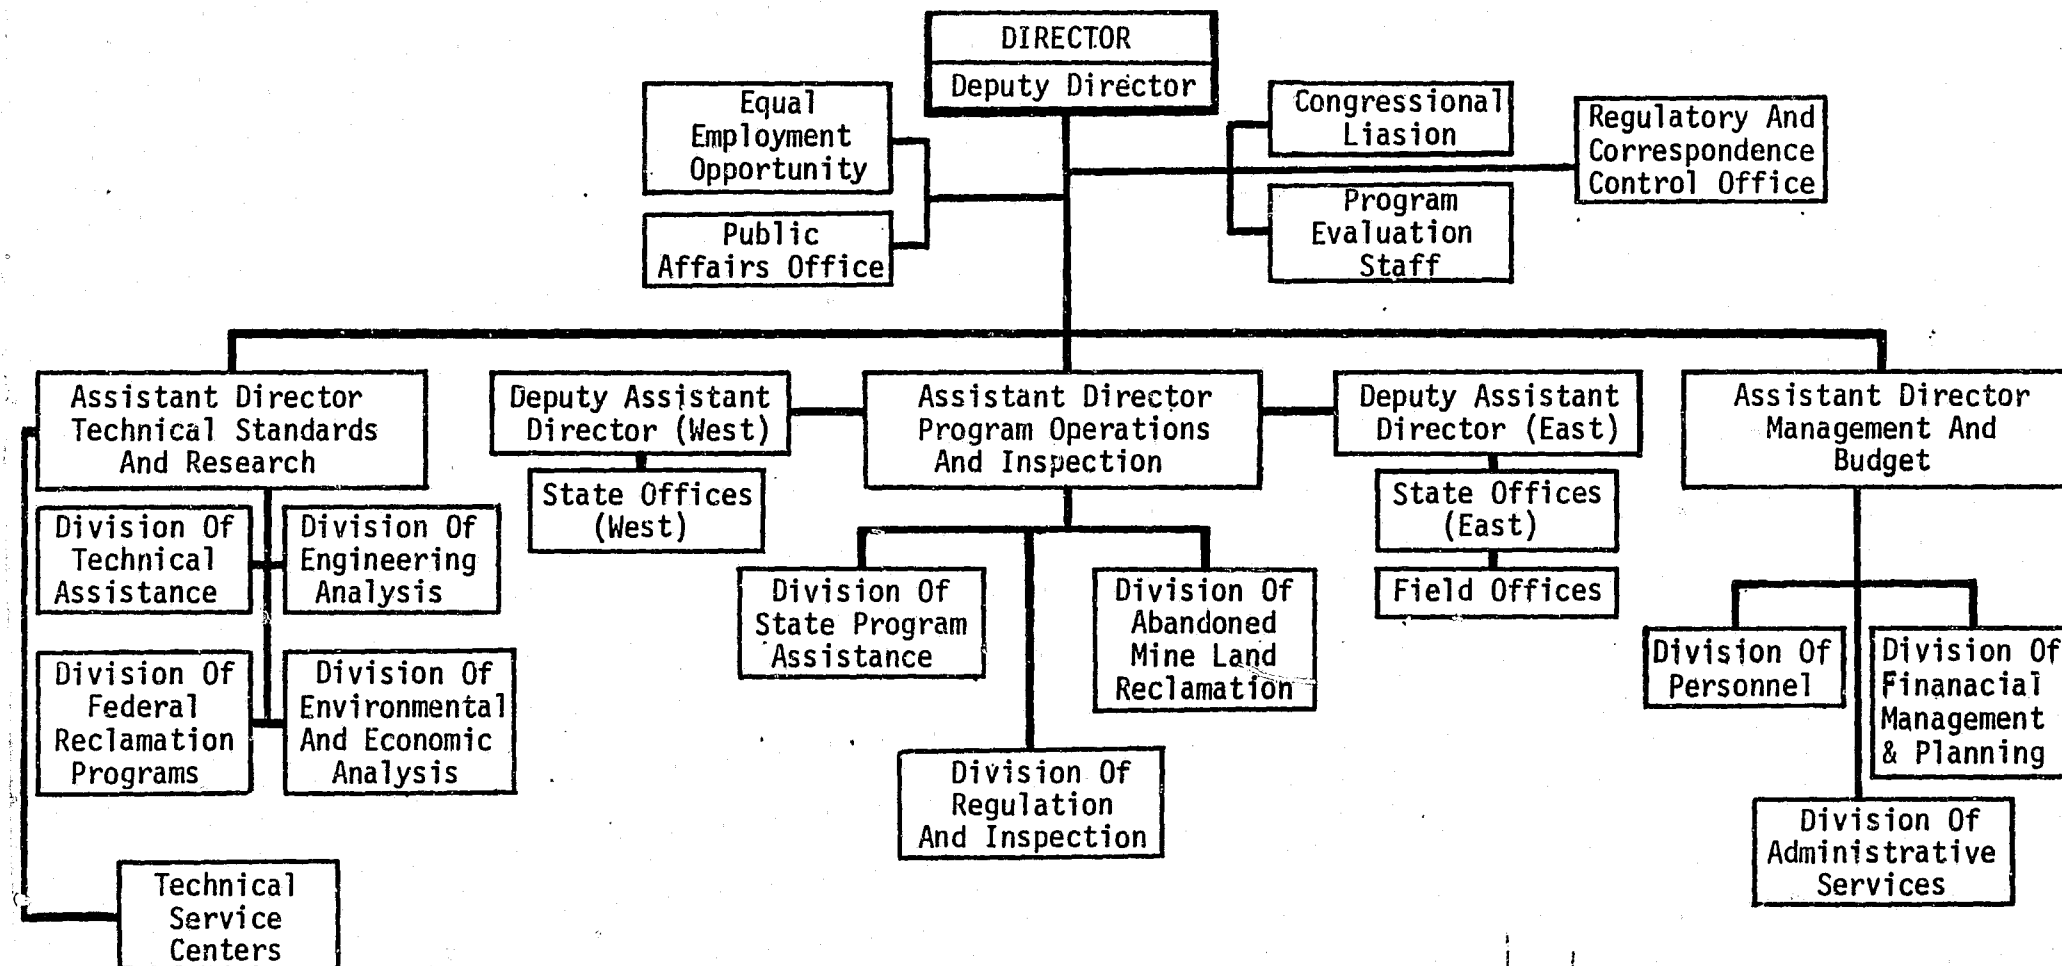 DIRECTOR
Deputy Director
Equal
Employment
Opportunity
Public
Affairs Office
Congressional
Liasion
Program
Evaluation
Staff
Regulatory And
Correspondence
Control Office
Assistant Director
Technical Standards
And Research
Deputy Assistant
Director (West)
State Offices
(West)
Assistant Director
Program Operations
And Inspection
Deputy Assistant
Director (East)
State Offices
(East)
Field Offices
Assistant Director
Management And
Budget
Division Of
Technical
Assistance
Division Of
Engineering
Analysis
Division Of
Federal
Reclamation
Programs
Division Of
Environmental
And Economic
Analysis
Technical
Service
Centers
Division Of
State Program
Assistance
Division Of
Regulation
And Inspection
Division Of
Abandoned
Mine Land
Reclamation
Division Of
Personnel
Division Of
Finanacial
Management
& Planning
Division Of
Administrative
Services